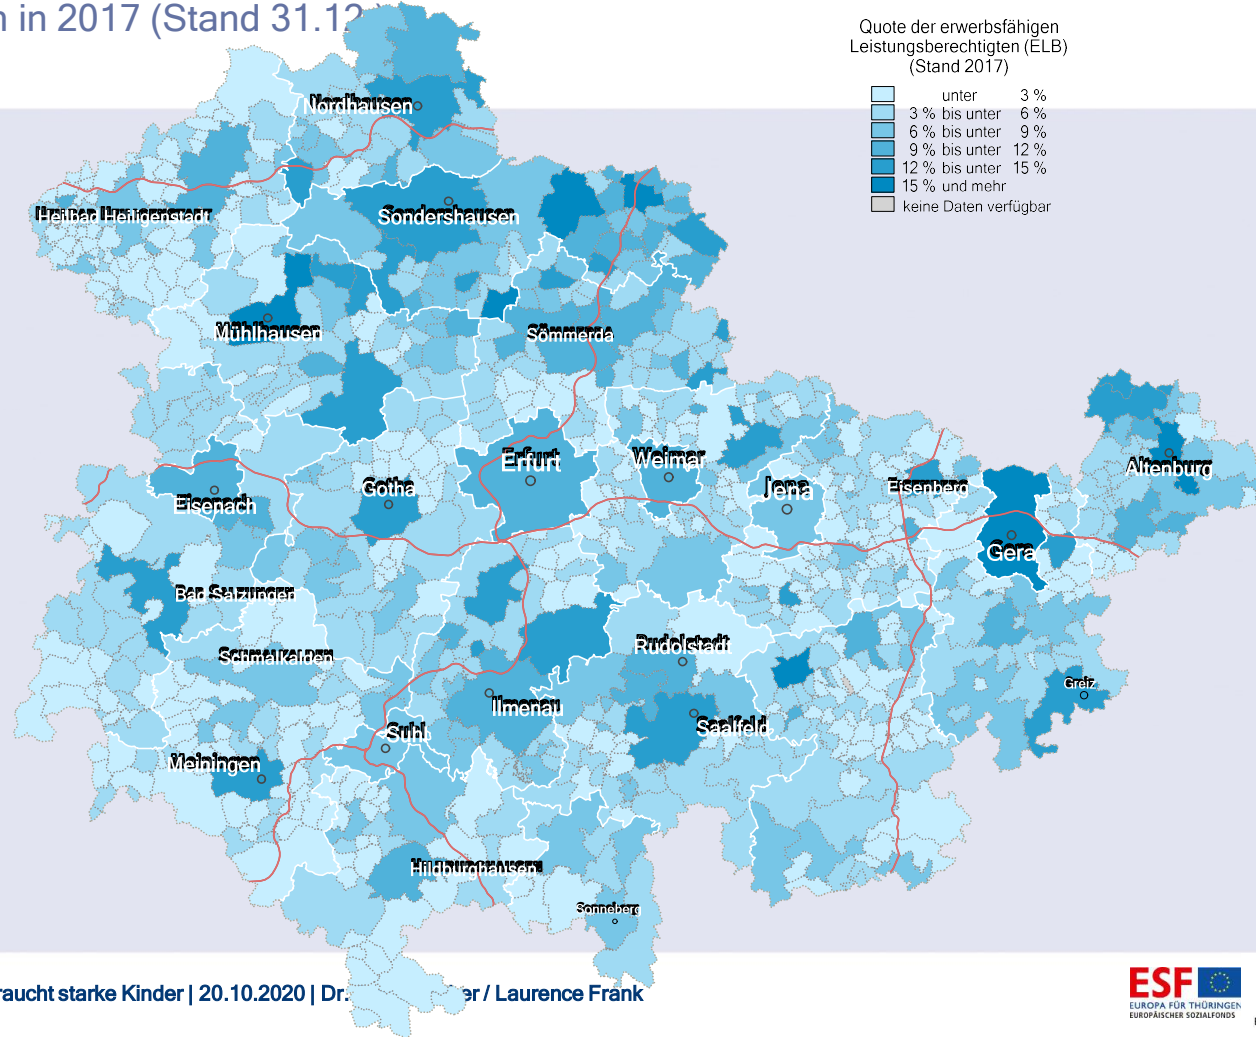 n in 2017 (Stand 31.12
Quote der erwerbsfähigen
Leistungsberechtigten (ELB)
(Stand 2017)
unter 3 %
3 % bis unter 6 %
6 % bis unter 9 %
9 % bis unter 12 %
12 % bis unter 15 %
15 % und mehr
keine Daten verfügbar
Nordhausen
Heilbad Heiligenstadt
Sondershausen
Mühlhausen
Sömmerda
Erfurt
Weimar
Jena
Eisenberg
Altenburg
Gotha
Eisenach
Gera
Bad Salzungen
Schmalkalden
Rudolstadt
Greiz
Ilmenau
Suhl
Saalfeld
Meiningen
Hildburghausen
Sonneberg
raucht starke Kinder | 20.10.2020 | Dr. er / Laurence Frank
ESF
EUROPA FÜR THÜRINGEN
EUROPÄISCHER SOZIALFONDS